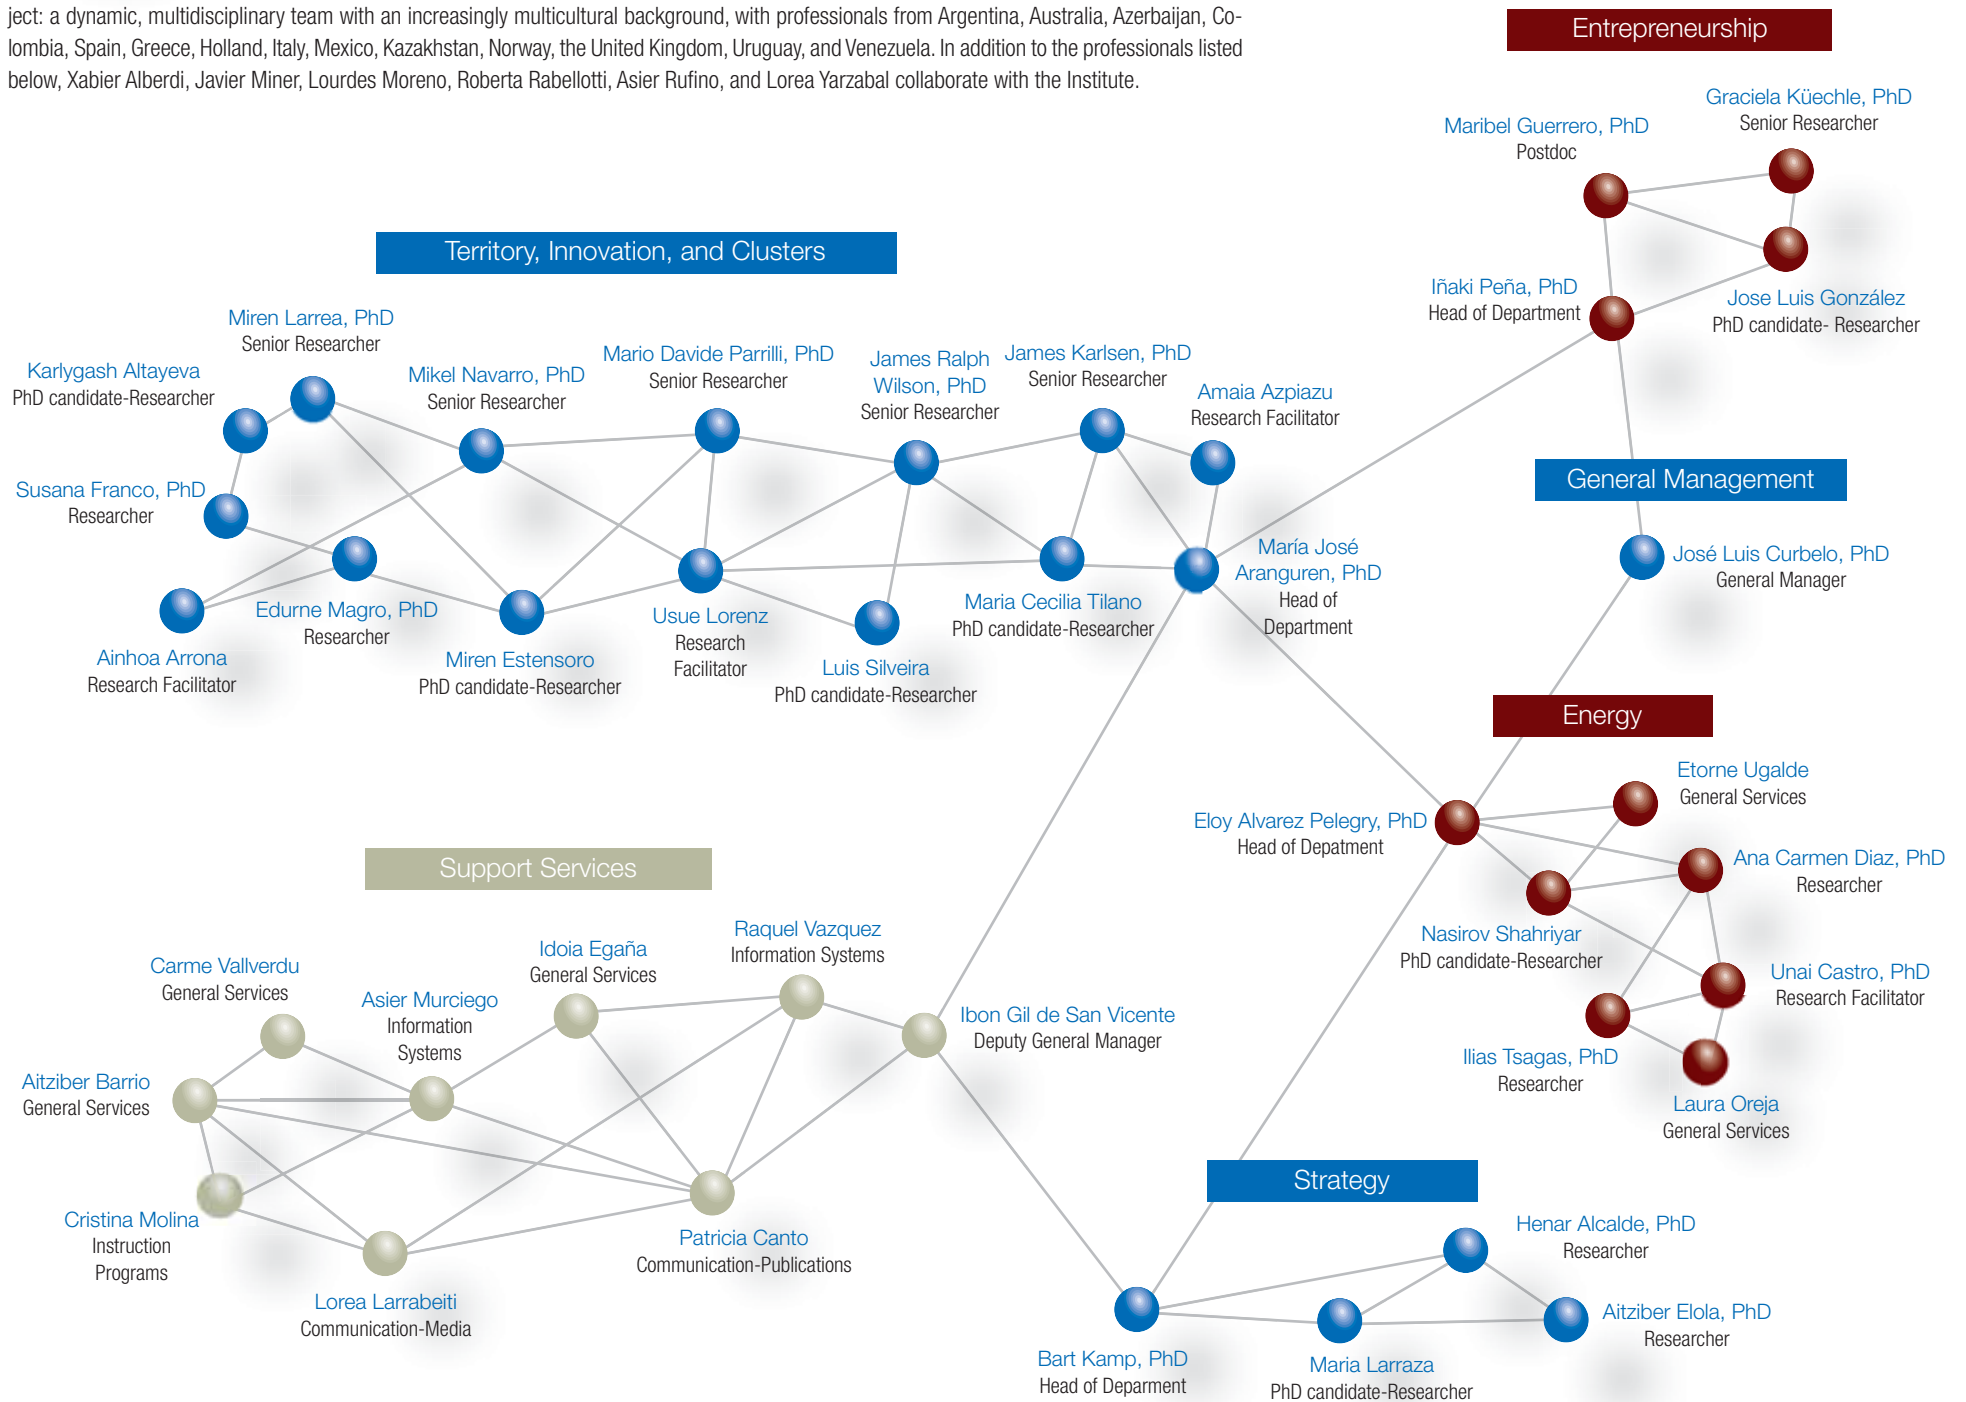 ject: a dynamic, multidisciplinary team with an increasingly multicultural background, with professionals from Argentina, Australia, Azerbaijan, Co-
lombia, Spain, Greece, Holland, Italy, Mexico, Kazakhstan, Norway, the United Kingdom, Uruguay, and Venezuela. In addition to the professionals listed
below, Xabier Alberdi, Javier Miner, Lourdes Moreno, Roberta Rabellotti, Asier Rufino, and Lorea Yarzabal collaborate with the Institute.
Entrepreneurship
Graciela Küechle, PhD
Senior Researcher
Maribel Guerrero, PhD
Postdoc
Iñaki Peña, PhD
Head of Department
Jose Luis González
PhD candidate- Researcher
Territory, Innovation, and Clusters
Miren Larrea, PhD
Senior Researcher
Karlygash Altayeva
PhD candidate-Researcher
Mikel Navarro, PhD
Senior Researcher
Mario Davide Parrilli, PhD
Senior Researcher
James Ralph
Wilson, PhD
Senior Researcher
James Karlsen, PhD
Senior Researcher
Amaia Azpiazu
Research Facilitator
Susana Franco, PhD
Researcher
Edurne Magro, PhD
Researcher
Ainhoa Arrona
Research Facilitator
Miren Estensoro
PhD candidate-Researcher
Usue Lorenz
Research
Facilitator
Luis Silveira
PhD candidate-Researcher
Maria Cecilia Tilano
PhD candidate-Researcher
María José
Aranguren, PhD
Head of
Department
General Management
José Luis Curbelo, PhD
General Manager
Energy
Etorne Ugalde
General Services
Eloy Alvarez Pelegry, PhD
Head of Depatment
Ana Carmen Diaz, PhD
Researcher
Nasirov Shahriyar
PhD candidate-Researcher
Unai Castro, PhD
Research Facilitator
Ilias Tsagas, PhD
Researcher
Laura Oreja
General Services
Support Services
Raquel Vazquez
Information Systems
Idoia Egaña
General Services
Carme Vallverdu
General Services
Asier Murciego
Information
Systems
Ibon Gil de San Vicente
Deputy General Manager
Aitziber Barrio
General Services
Cristina Molina
Instruction
Programs
Patricia Canto
Communication-Publications
Lorea Larrabeiti
Communication-Media
Strategy
Henar Alcalde, PhD
Researcher
Aitziber Elola, PhD
Researcher
Bart Kamp, PhD
Head of Deparment
Maria Larraza
PhD candidate-Researcher